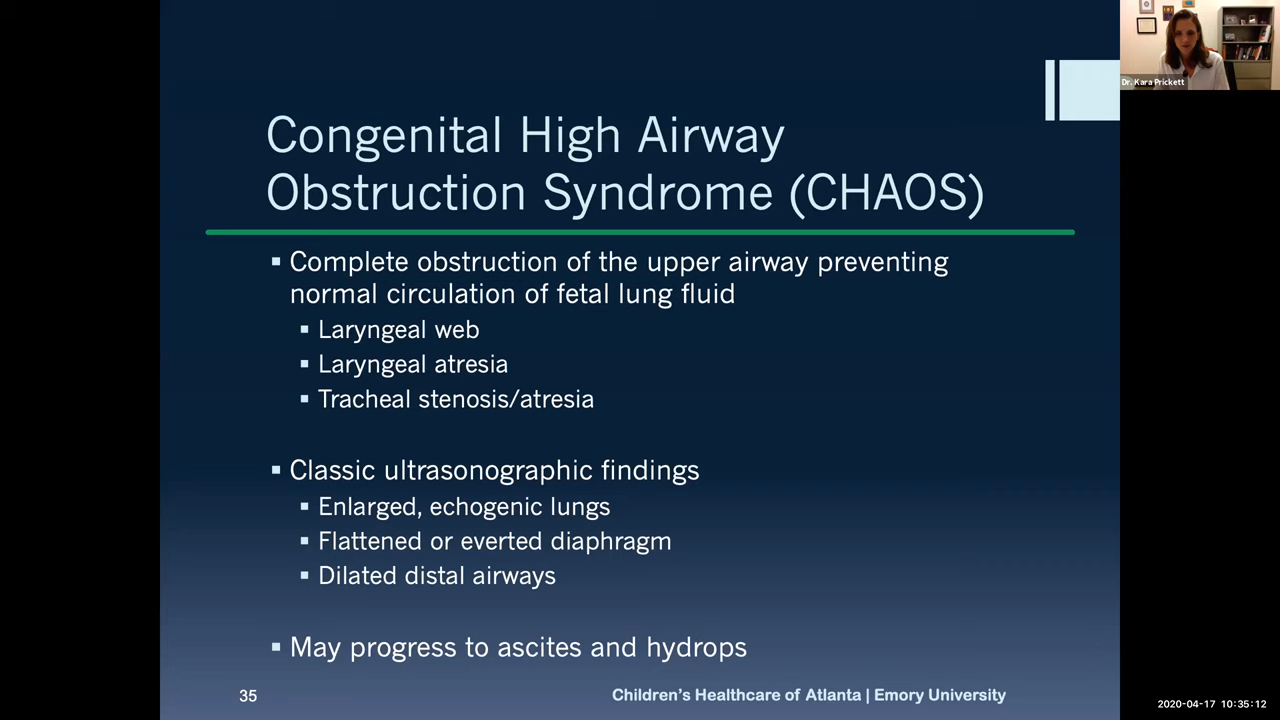 Dr. Kara Prickett
Congenital High Airway
Obstruction Syndrome (CHAOS)
▪ Complete obstruction of the upper airway preventing
normal circulation of fetal lung fluid
▪ Laryngeal web
▪ Laryngeal atresia
▪ Tracheal stenosis/atresia
▪ Classic ultrasonographic findings
▪ Enlarged, echogenic lungs
▪ Flattened or everted diaphragm
▪ Dilated distal airways
▪ May progress to ascites and hydrops
35
Children's Healthcare of Atlanta | Emory University
2020-04-17 10:35:12